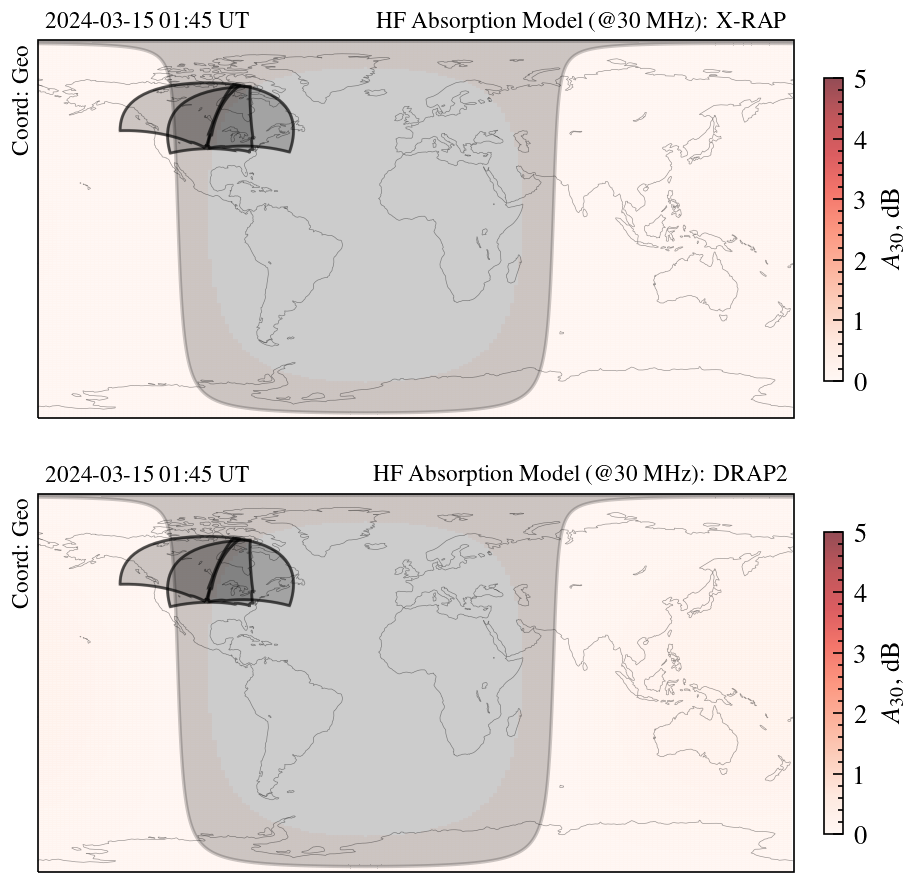 2024-03-15 01:45 UT
HF Absorption Model (@30 MHz): X-RAP
Coord: Geo
5
4
3
2
1
0
A₃₀, dB
2024-03-15 01:45 UT
HF Absorption Model (@30 MHz): DRAP2
Coord: Geo
5
4
3
2
1
0
A₃₀, dB